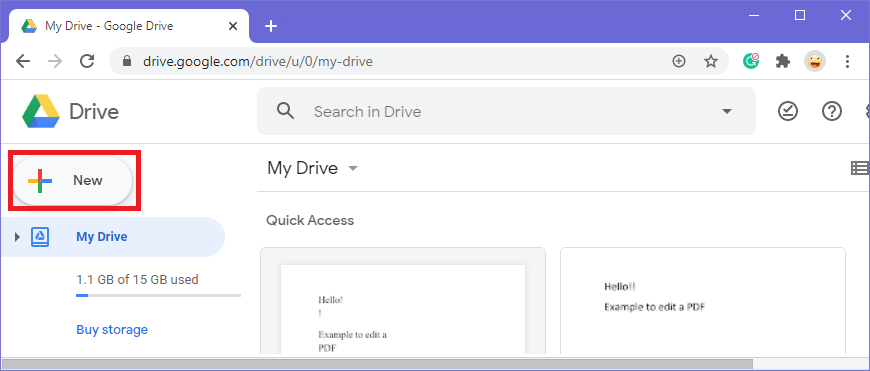 My Drive - Google Drive
drive.google.com/drive/u/0/my-drive
Drive
Search in Drive
New
My Drive
My Drive
Quick Access
1.1 GB of 15 GB used
Buy storage
Hello!
!
Example to edit a
PDF
Hello!!
Example to edit a PDF